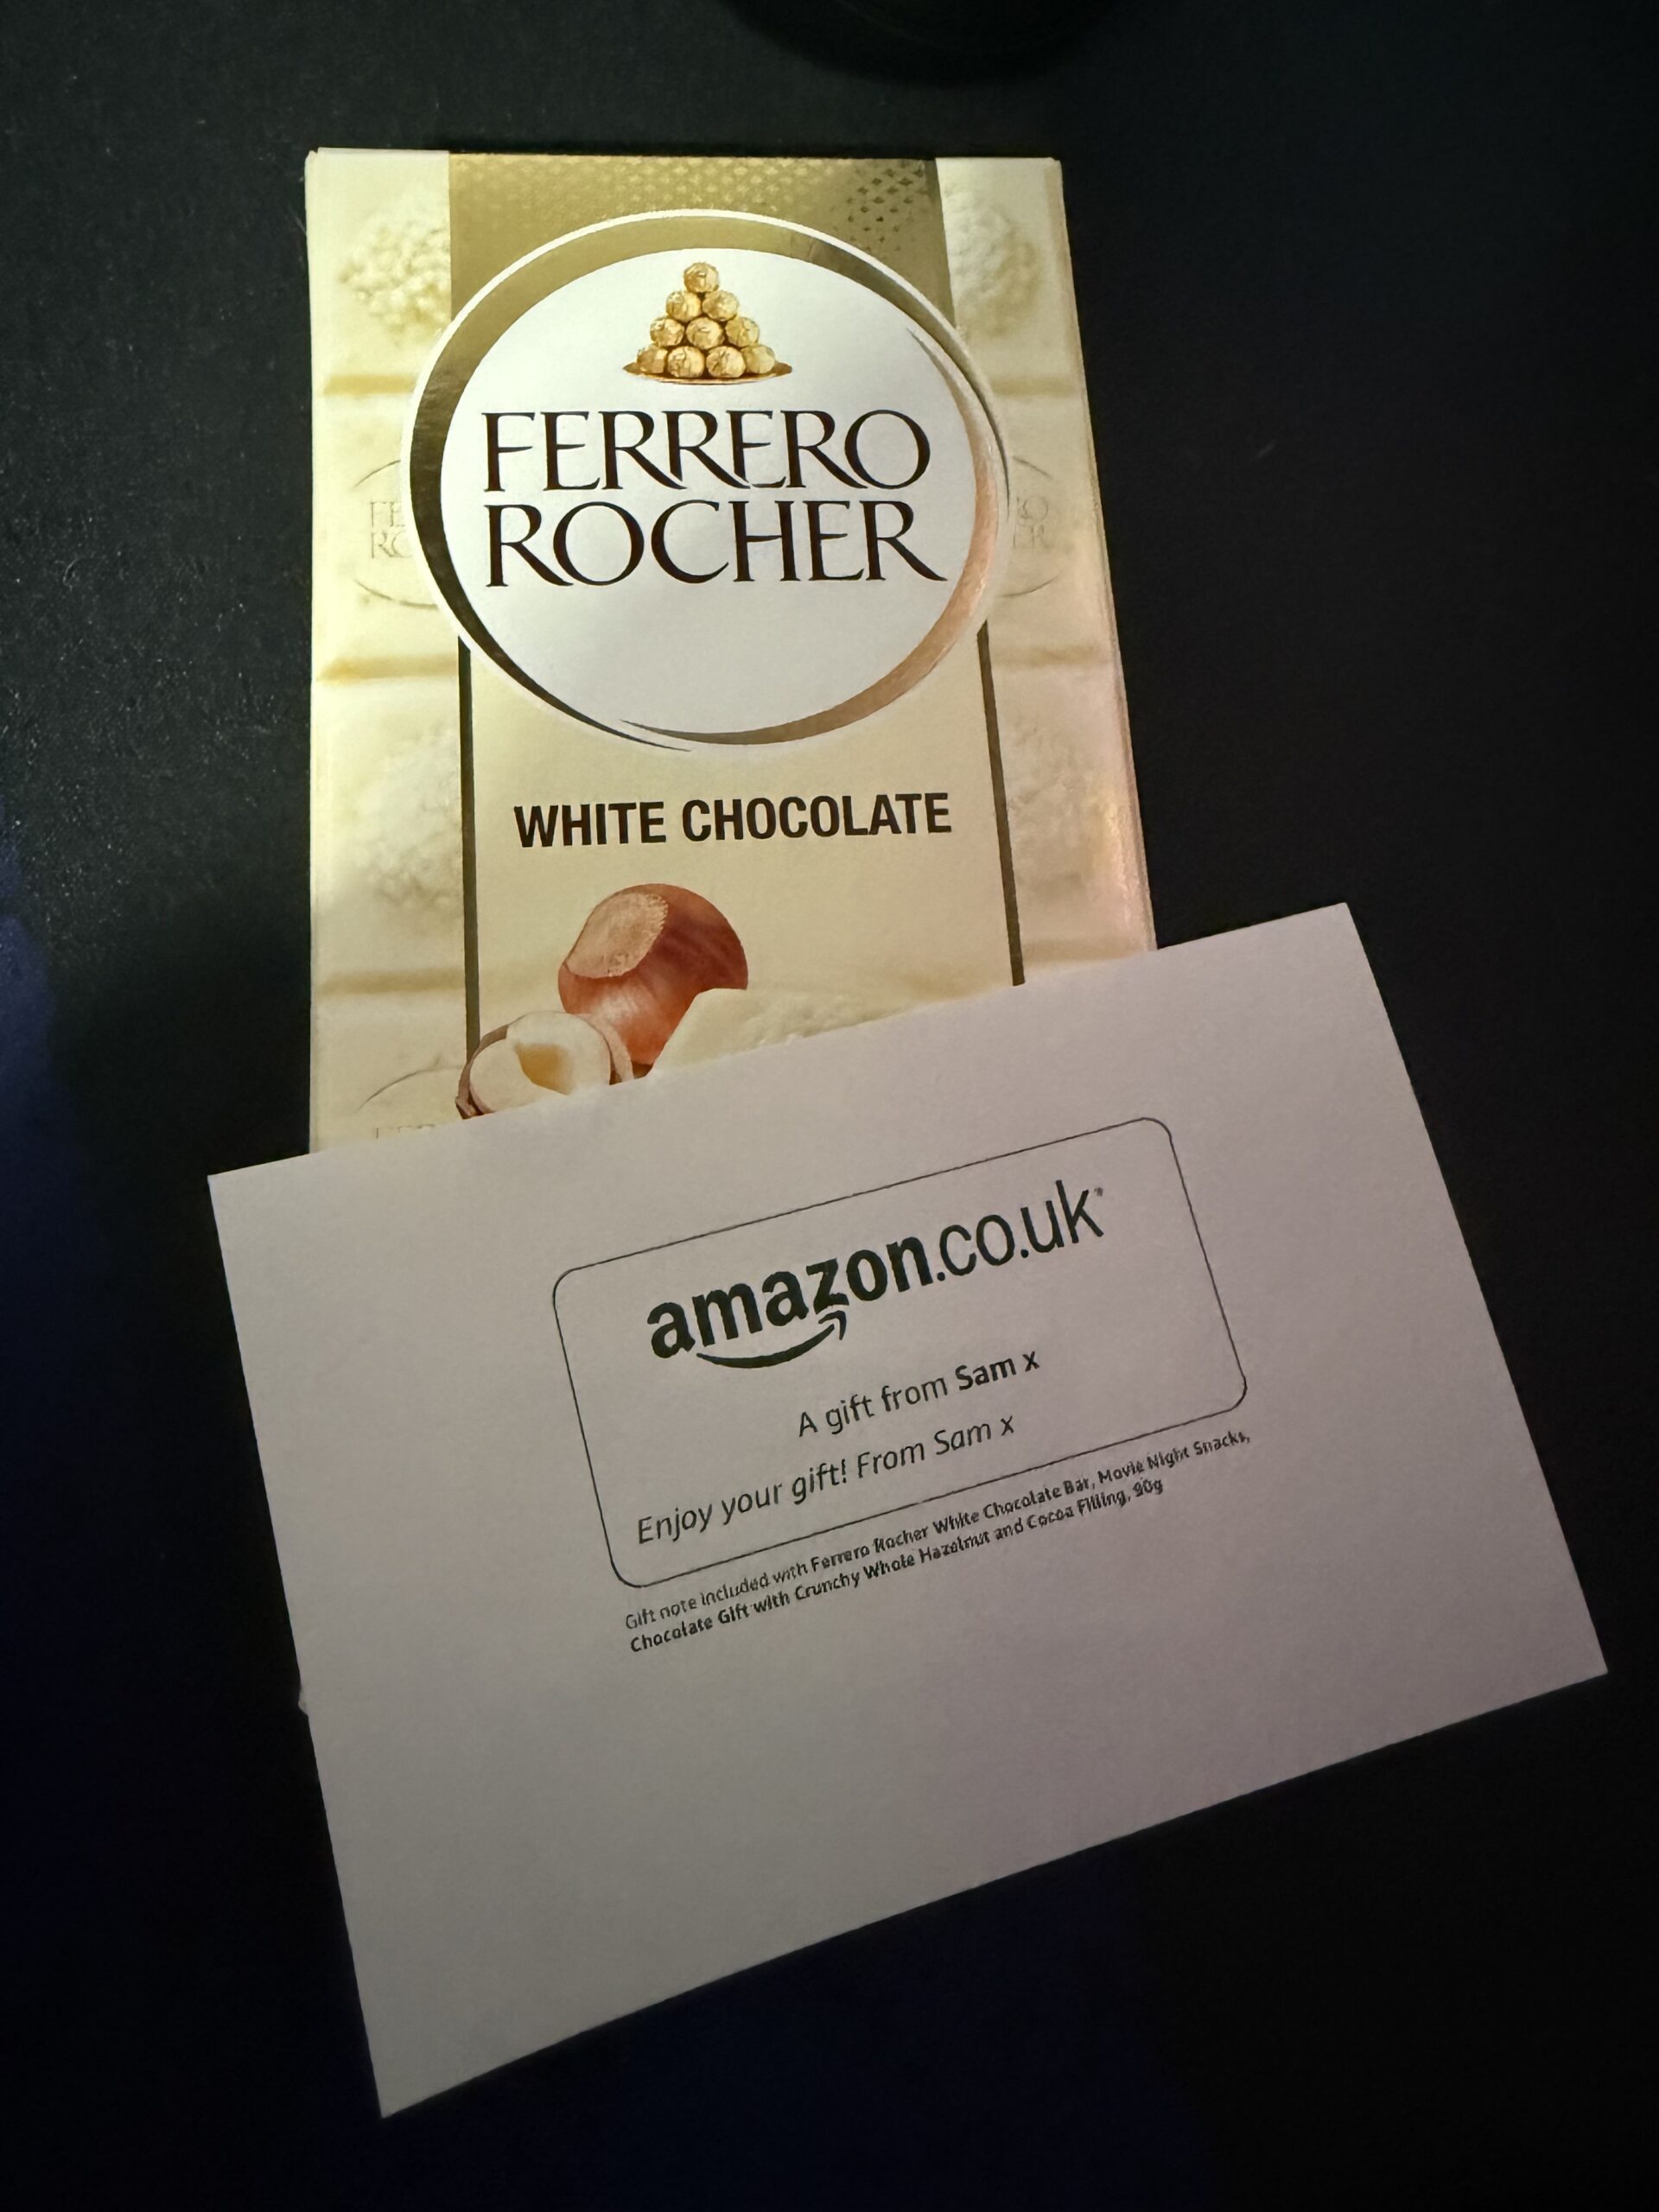 FERRERO
ROCHER
WHITE CHOCOLATE
amazon.co.uk
A gift from Sam x
Enjoy your gift! From Sam x
Gift note included with Ferrero Rocher White Chocolate Bar, Movie Night Snacks,
Chocolate Gift with Crunchy Whole Hazelnut and Cocoa Filling, 90g